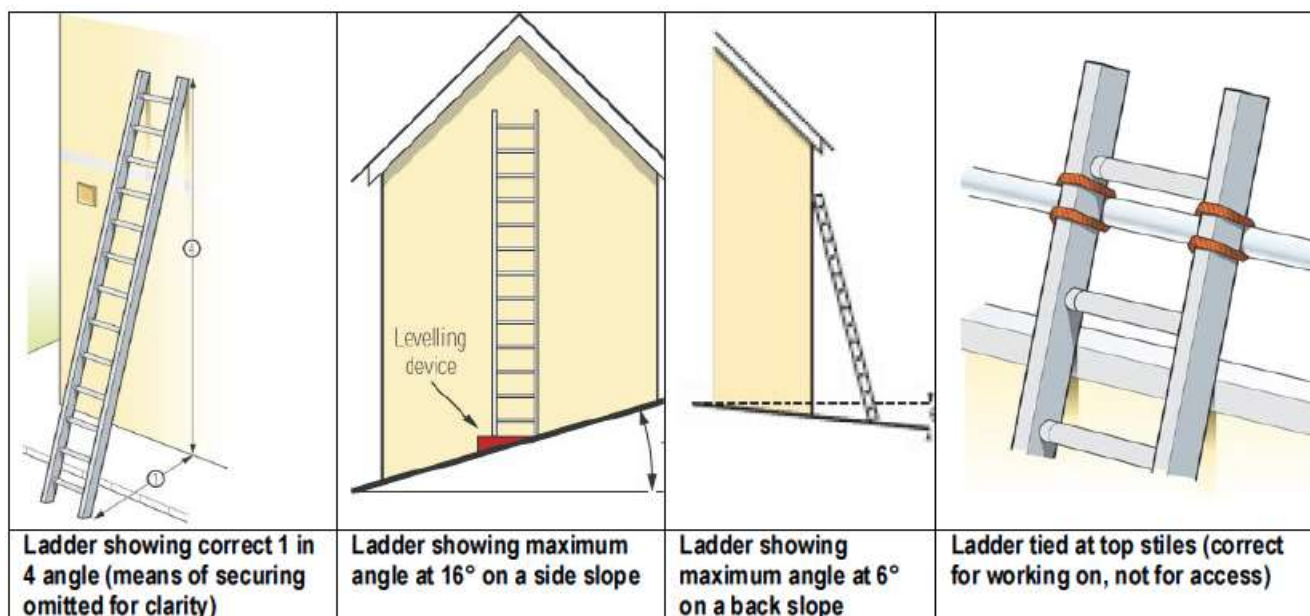 4
1
Levelling
device
Ladder showing correct 1 in
4 angle (means of securing
omitted for clarity)
Ladder showing maximum
angle at 16° on a side slope
Ladder showing
maximum angle at 6°
on a back slope
Ladder tied at top stiles (correct
for working on, not for access)